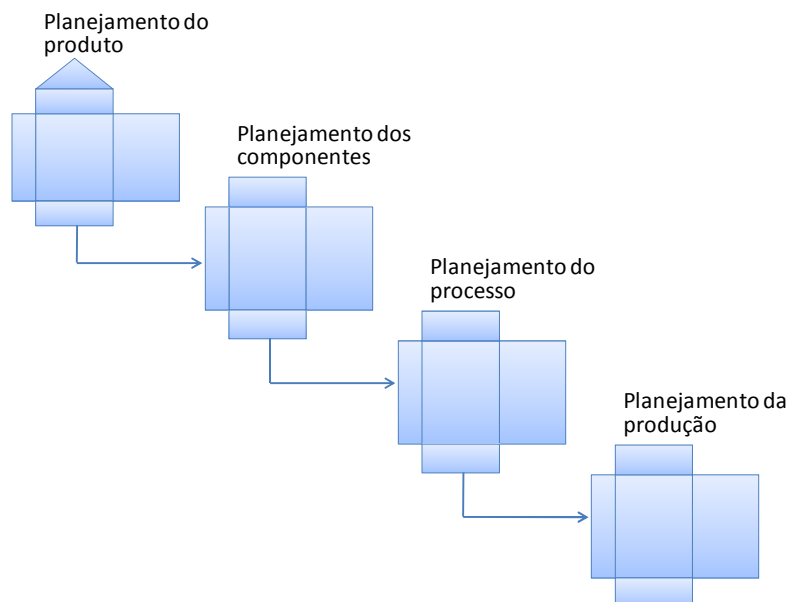 Planejamento do
produto
Planejamento dos
componentes
Planejamento do
processo
Planejamento da
produção